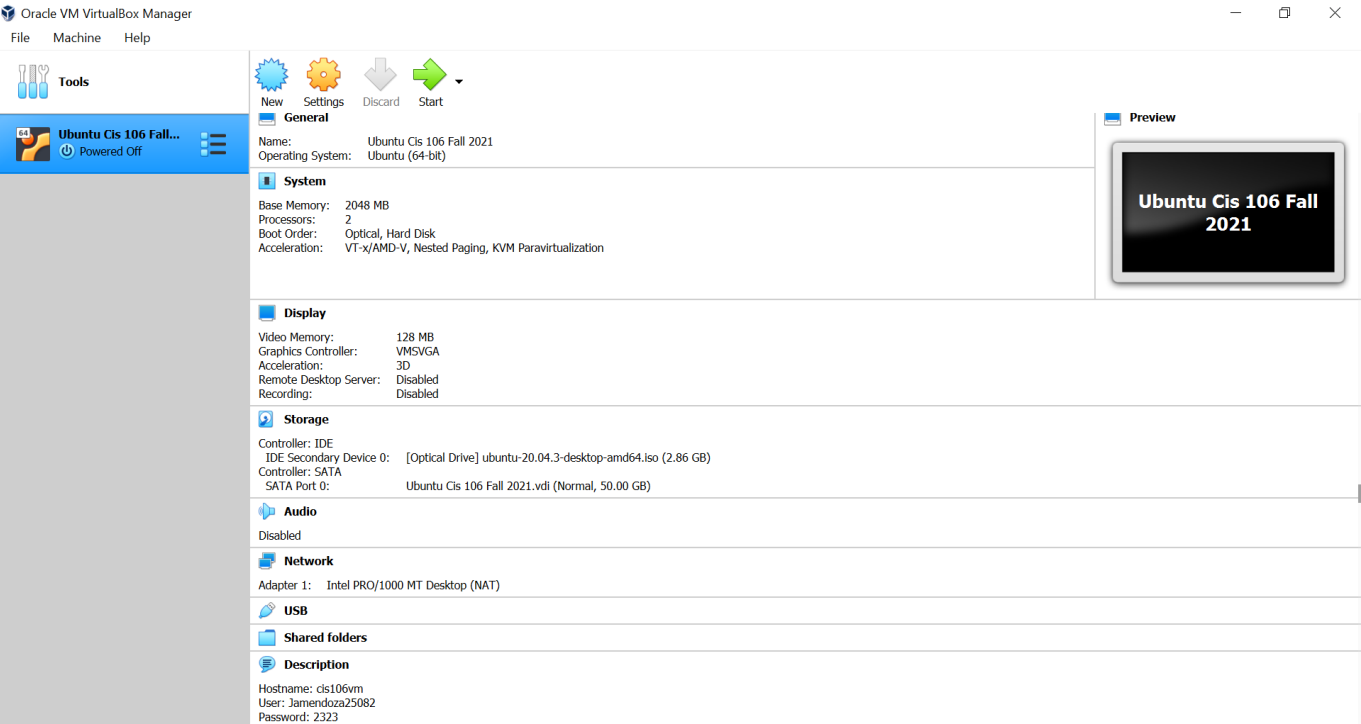 Oracle VM VirtualBox Manager
File Machine Help
Tools
New Settings Discard Start
64
Ubuntu Cis 106 Fall...
Powered Off
General
Name: Ubuntu Cis 106 Fall 2021
Operating System: Ubuntu (64-bit)
Preview
Ubuntu Cis 106 Fall
2021
System
Base Memory: 2048 MB
Processors: 2
Boot Order: Optical, Hard Disk
Acceleration: VT-x/AMD-V, Nested Paging, KVM Paravirtualization
Display
Video Memory: 128 MB
Graphics Controller: VMSVGA
Acceleration: 3D
Remote Desktop Server: Disabled
Recording: Disabled
Storage
Controller: IDE
IDE Secondary Device 0: [Optical Drive] ubuntu-20.04.3-desktop-amd64.iso (2.86 GB)
Controller: SATA
SATA Port 0: Ubuntu Cis 106 Fall 2021.vdi (Normal, 50.00 GB)
Audio
Disabled
Network
Adapter 1: Intel PRO/1000 MT Desktop (NAT)
USB
Shared folders
Description
Hostname: cis106vm
User: Jamendoza25082
Password: 2323